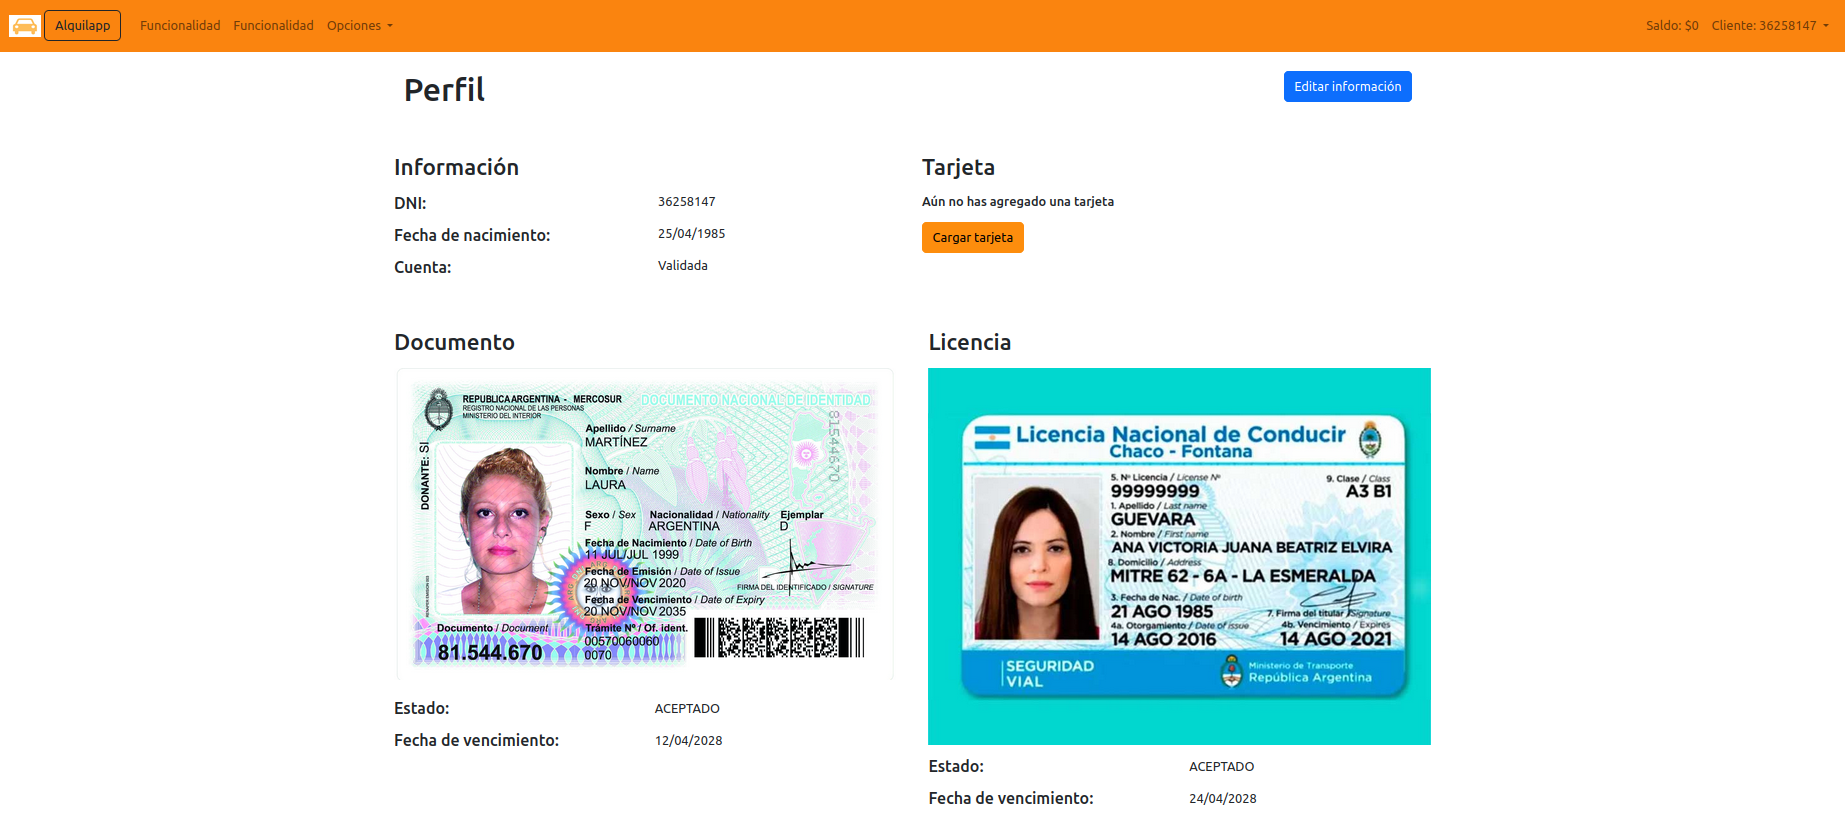 Alquilapp
Funcionalidad
Funcionalidad
Opciones
Saldo: $0
Cliente: 36258147
Perfil
Editar información
Información
DNI: 36258147
Fecha de nacimiento: 25/04/1985
Cuenta: Validada
Tarjeta
Aún no has agregado una tarjeta
Cargar tarjeta
Documento
REPUBLICA ARGENTINA - MERCOSUR
REGISTRO NACIONAL DE LAS PERSONAS
MINISTERIO DEL INTERIOR
DOCUMENTO NACIONAL DE IDENTIDAD
81544670
DONANTE: SI
Apellido / Surname
MARTÍNEZ
Nombre / Name
LAURA
Sexo / Sex Nacionalidad / Nationality Ejemplar
F ARGENTINA D
Fecha de Nacimiento / Date of Birth
11 JUL/JUL 1999
Fecha de Emisión / Date of Issue
20 NOV/NOV 2020
FIRMA DEL IDENTIFICADO / SIGNATURE
Fecha de Vencimiento / Date of Expiry
20 NOV/NOV 2035
Documento / Document
81.544.670
Trámite Nº / Of. ident.
00570060060
0070
Estado: ACEPTADO
Fecha de vencimiento: 12/04/2028
Licencia
Licencia Nacional de Conducir
Chaco - Fontana
5. Nº Licencia / License Nº
99999999
9. Clase / Class
A3 B1
1. Apellido / Last name
GUEVARA
2. Nombre / First name
ANA VICTORIA JUANA BEATRIZ ELVIRA
8. Domicilio / Address
MITRE 62 - 6A - LA ESMERALDA
3. Fecha de Nac. / Date of birth
21 AGO 1985
7. Firma del titular / Signature
4a. Otorgamiento / Date of issue
14 AGO 2016
4b. Vencimiento / Expires
14 AGO 2021
SEGURIDAD
VIAL
Ministerio de Transporte
República Argentina
Estado: ACEPTADO
Fecha de vencimiento: 24/04/2028